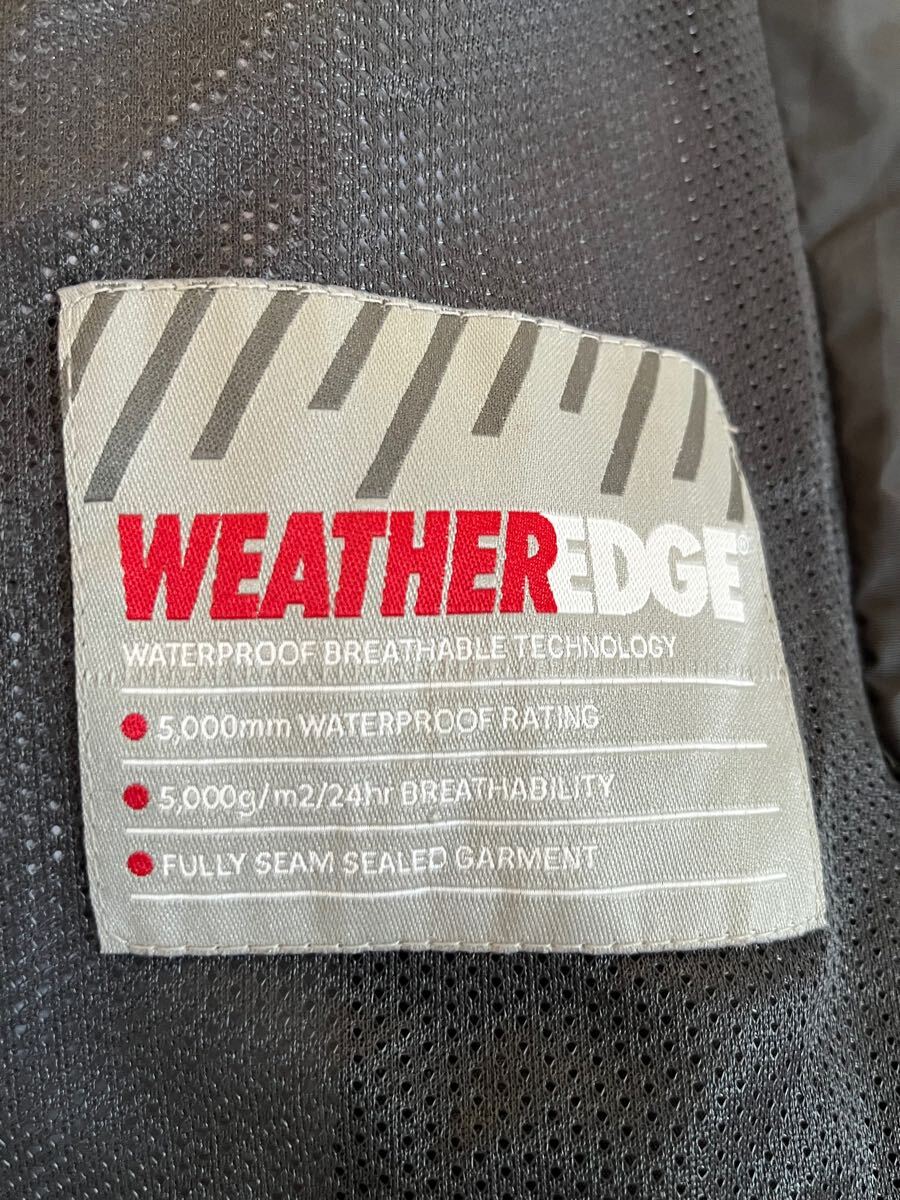 WEATHEREDGE®
WATERPROOF BREATHABLE TECHNOLOGY
5,000mm WATERPROOF RATING
5,000g/m2/24hr BREATHABILITY
FULLY SEAM SEALED GARMENT